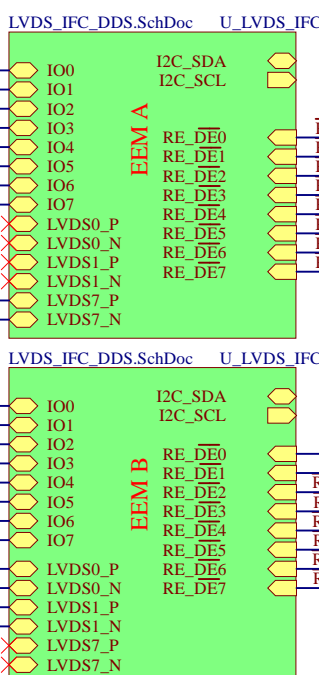 LVDS_IFC_DDS.SchDoc U_LVDS_IFC
I2C_SDA
I2C_SCL
EEM A
IO0
IO1
IO2
IO3
IO4
IO5
IO6
IO7
LVDS0_P
LVDS0_N
LVDS1_P
LVDS1_N
LVDS7_P
LVDS7_N
RE_DE0
RE_DE1
RE_DE2
RE_DE3
RE_DE4
RE_DE5
RE_DE6
RE_DE7
LVDS_IFC_DDS.SchDoc U_LVDS_IFC
I2C_SDA
I2C_SCL
EEM B
IO0
IO1
IO2
IO3
IO4
IO5
IO6
IO7
LVDS0_P
LVDS0_N
LVDS1_P
LVDS1_N
LVDS7_P
LVDS7_N
RE_DE0
RE_DE1
RE_DE2
RE_DE3
RE_DE4
RE_DE5
RE_DE6
RE_DE7